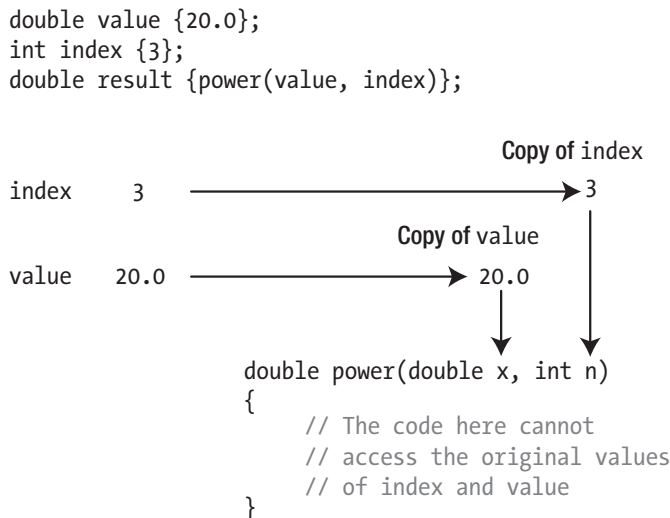 double value {20.0};
int index {3};
double result {power(value, index)};
Copy of index
index 3 3
Copy of value
value 20.0 20.0
double power(double x, int n)
{
// The code here cannot
// access the original values
// of index and value
}